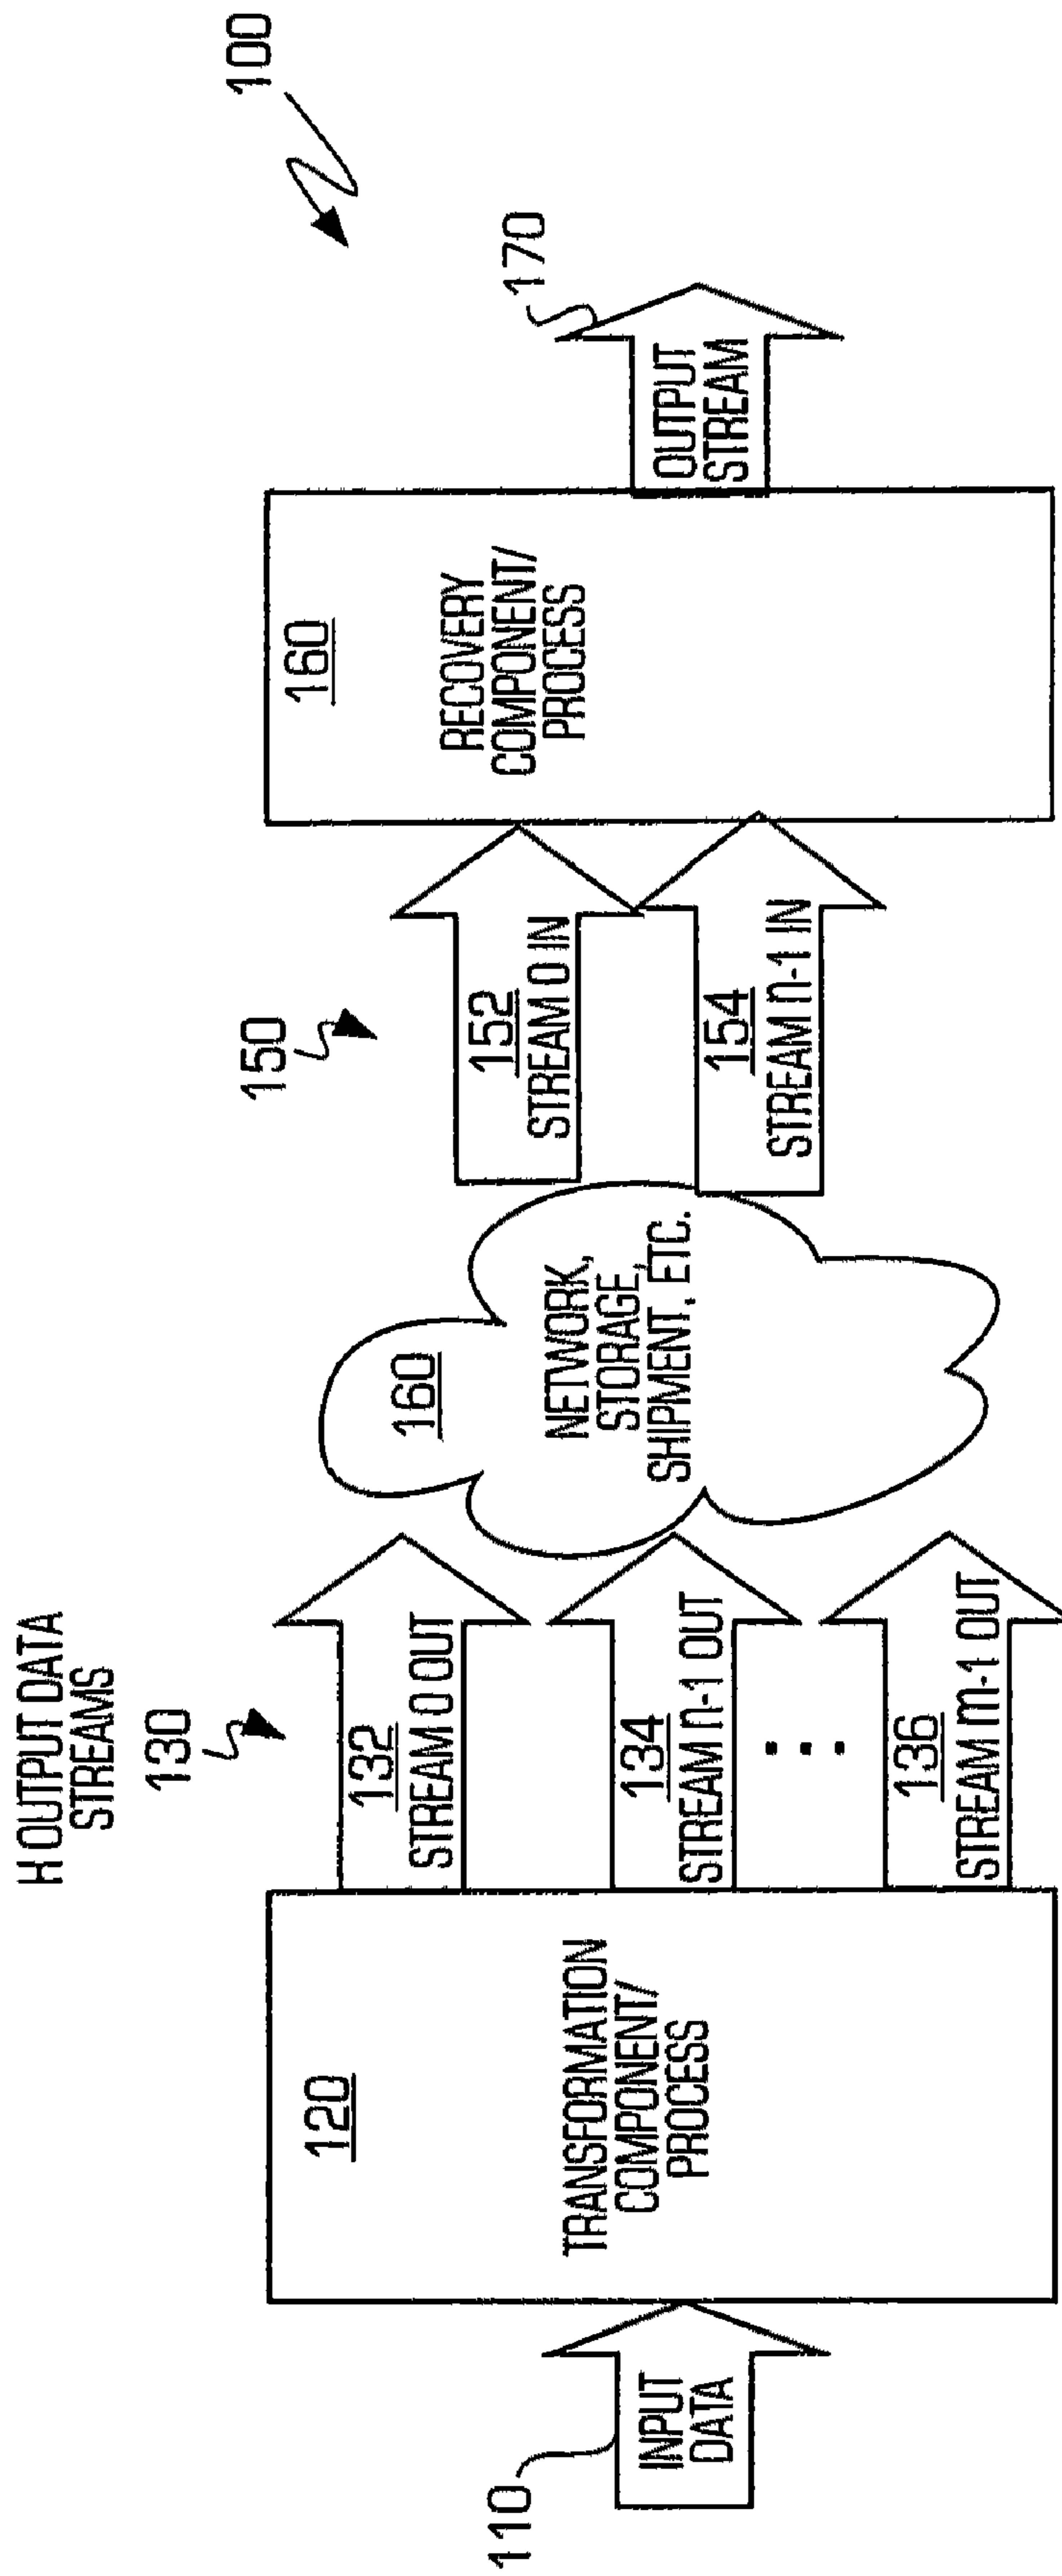 100
H OUTPUT DATA
STREAMS
130
150
110
INPUT
DATA
120
TRANSFORMATION
COMPONENT/
PROCESS
132
STREAM 0 OUT
134
STREAM n-1 OUT
136
STREAM m-1 OUT
160
NETWORK,
STORAGE,
SHIPMENT, ETC.
152
STREAM 0 IN
154
STREAM n-1 IN
160
RECOVERY
COMPONENT/
PROCESS
OUTPUT
STREAM
170